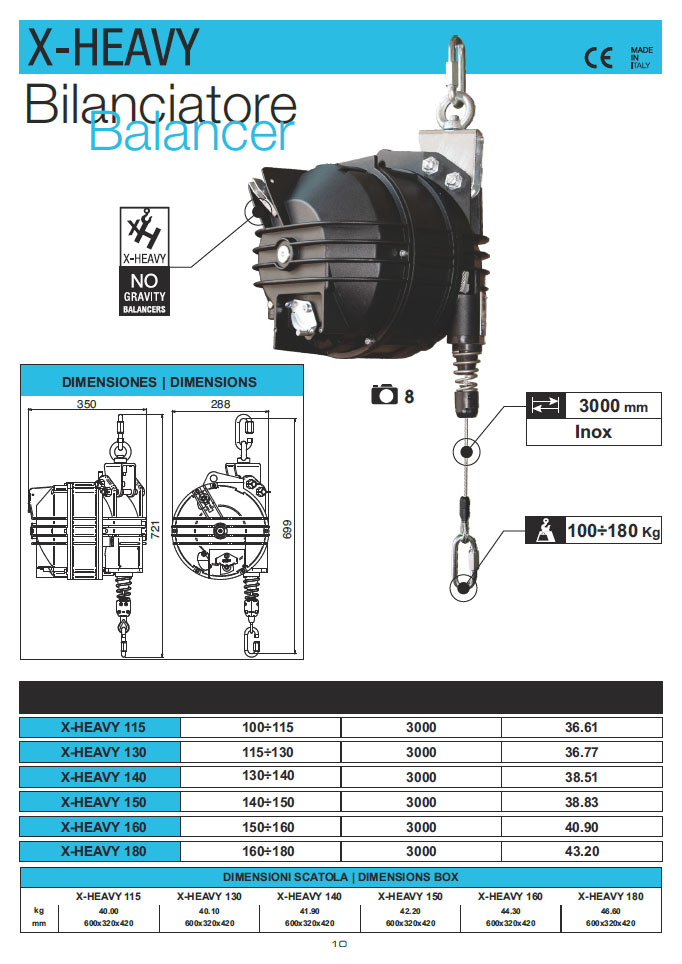 X-HEAVY
CE
MADE
IN
ITALY
Bilanciatore
Balancer
X-HEAVY
NO
GRAVITY
BALANCERS
DIMENSIONES | DIMENSIONS
350
288
721
699
8
3000 mm
Inox
100÷180 Kg
X-HEAVY 115 100÷115 3000 36.61
X-HEAVY 130 115÷130 3000 36.77
X-HEAVY 140 130÷140 3000 38.51
X-HEAVY 150 140÷150 3000 38.83
X-HEAVY 160 150÷160 3000 40.90
X-HEAVY 180 160÷180 3000 43.20
DIMENSIONI SCATOLA | DIMENSIONS BOX
X-HEAVY 115 X-HEAVY 130 X-HEAVY 140 X-HEAVY 150 X-HEAVY 160 X-HEAVY 180
kg 40.00 40.10 41.90 42.20 44.30 46.60
mm 600x320x420 600x320x420 600x320x420 600x320x420 600x320x420 600x320x420